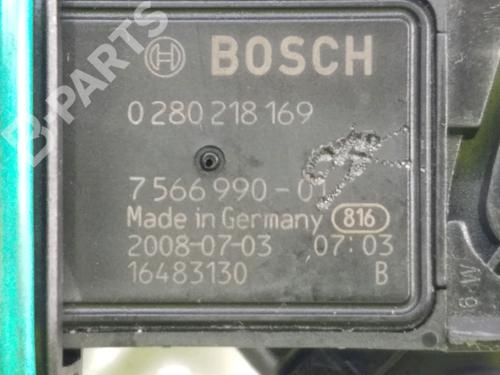 B-PARTS
BOSCH
0 280 218 169
7 566 990-0
Made in Germany 816
2008-07-03 07:03
16483130 B